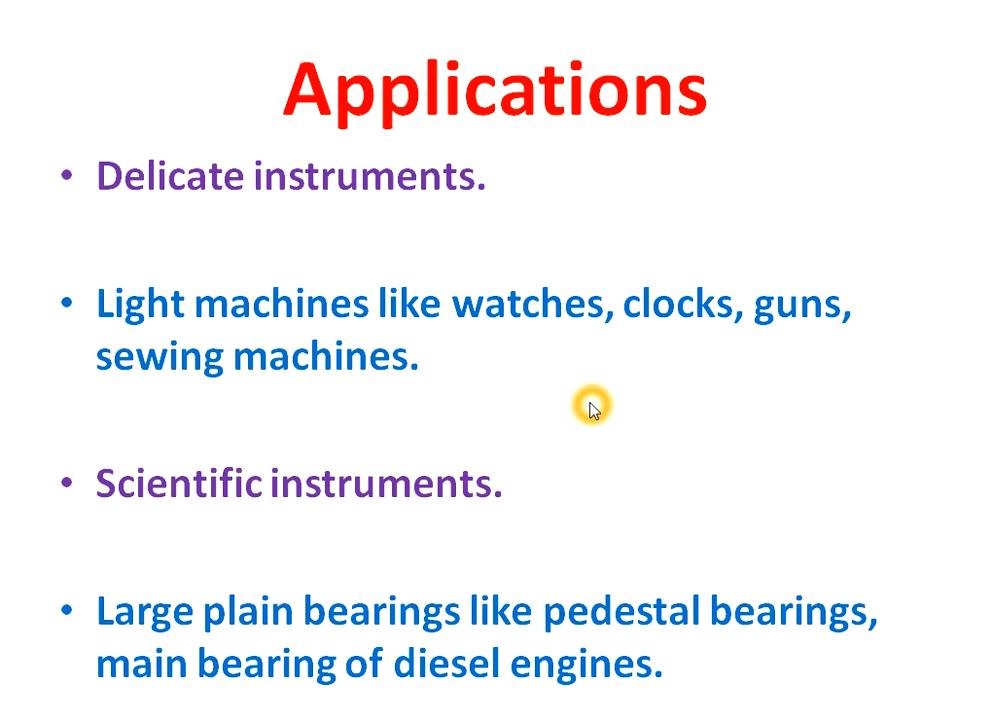 Applications
• Delicate instruments.
• Light machines like watches, clocks, guns,
sewing machines.
• Scientific instruments.
• Large plain bearings like pedestal bearings,
main bearing of diesel engines.